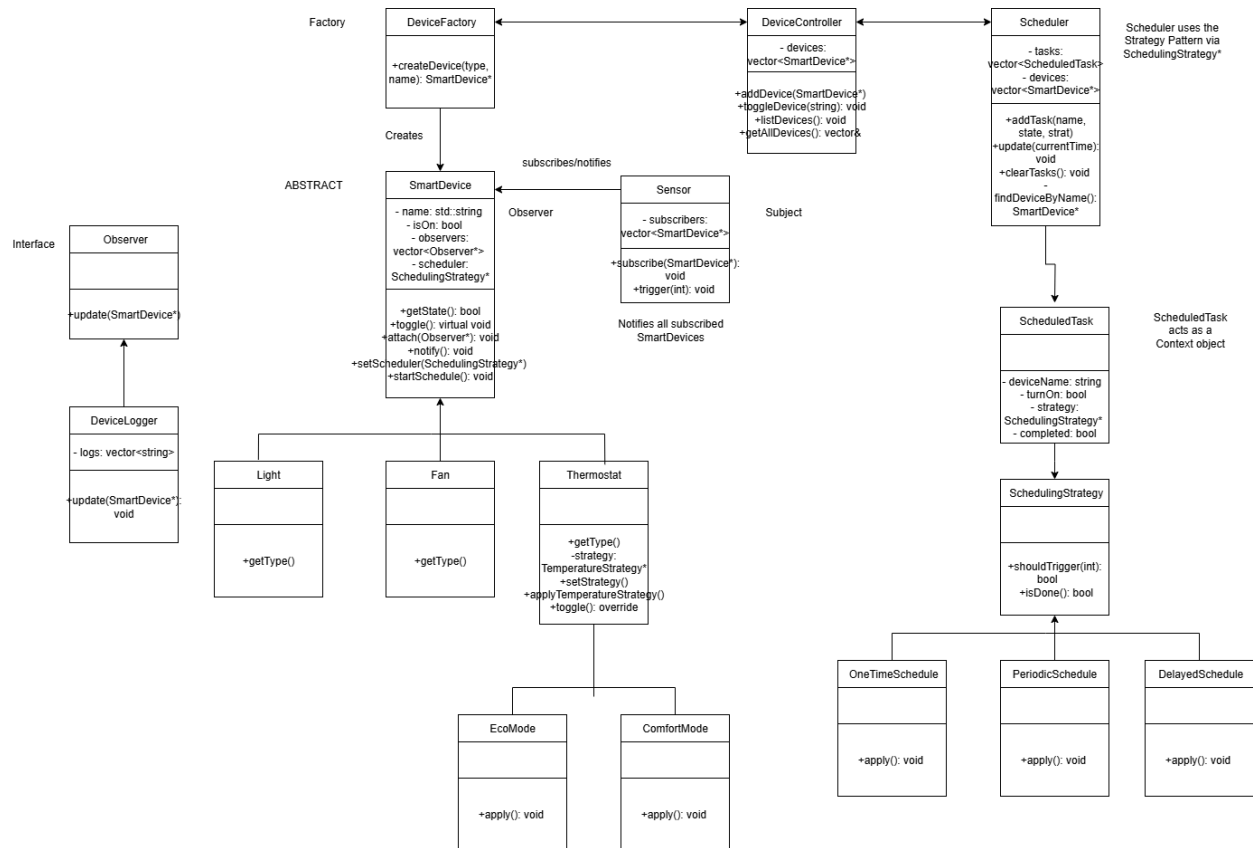 Factory
DeviceFactory
+createDevice(type,
name): SmartDevice*
DeviceController
- devices:
vector<SmartDevice*>
+addDevice(SmartDevice*)
+toggleDevice(string): void
+listDevices(): void
+getAllDevices(): vector&
Scheduler
- tasks:
vector<ScheduledTask>
- devices:
vector<SmartDevice*>
+addTask(name,
state, strat)
+update(currentTime):
void
+clearTasks(): void
-
findDeviceByName():
SmartDevice*
Scheduler uses the
Strategy Pattern via
SchedulingStrategy*
Creates
subscribes/notifies
ABSTRACT
SmartDevice
- name: std::string
- isOn: bool
- observers:
vector<Observer*>
- scheduler:
SchedulingStrategy*
+getState(): bool
+toggle(): virtual void
+attach(Observer*): void
+notify(): void
+setScheduler(SchedulingStrategy*)
+startSchedule(): void
Observer
Sensor
- subscribers:
vector<SmartDevice*>
+subscribe(SmartDevice*):
void
+trigger(int): void
Subject
Notifies all subscribed
SmartDevices
Interface
Observer
+update(SmartDevice*)
DeviceLogger
- logs: vector<string>
+update(SmartDevice*):
void
ScheduledTask
- deviceName: string
- turnOn: bool
- strategy:
SchedulingStrategy*
- completed: bool
ScheduledTask
acts as a
Context object
Light
+getType()
Fan
+getType()
Thermostat
+getType()
-strategy:
TemperatureStrategy*
+setStrategy()
+applyTemperatureStrategy()
+toggle(): override
SchedulingStrategy
+shouldTrigger(int):
bool
+isDone(): bool
EcoMode
+apply(): void
ComfortMode
+apply(): void
OneTimeSchedule
+apply(): void
PeriodicSchedule
+apply(): void
DelayedSchedule
+apply(): void